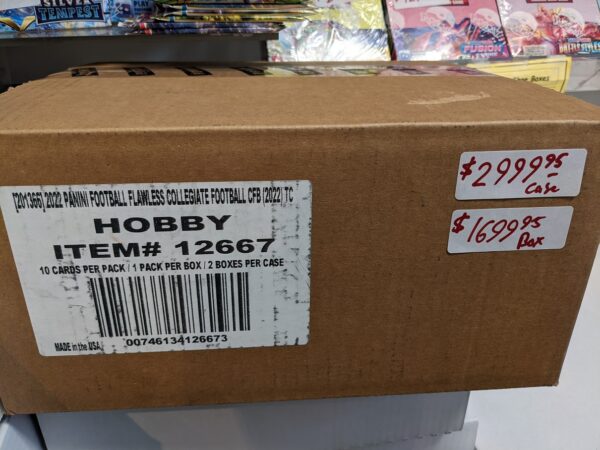 SILVER
TEMPEST
FUSION
$2999 95
Case
$1699 95
Box
[201366] 2022 PANINI FOOTBALL FLAWLESS COLLEGIATE FOOTBALL CFB (2022) TC
HOBBY
ITEM# 12667
10 CARDS PER PACK / 1 PACK PER BOX / 2 BOXES PER CASE
MADE in the USA
00746134126673